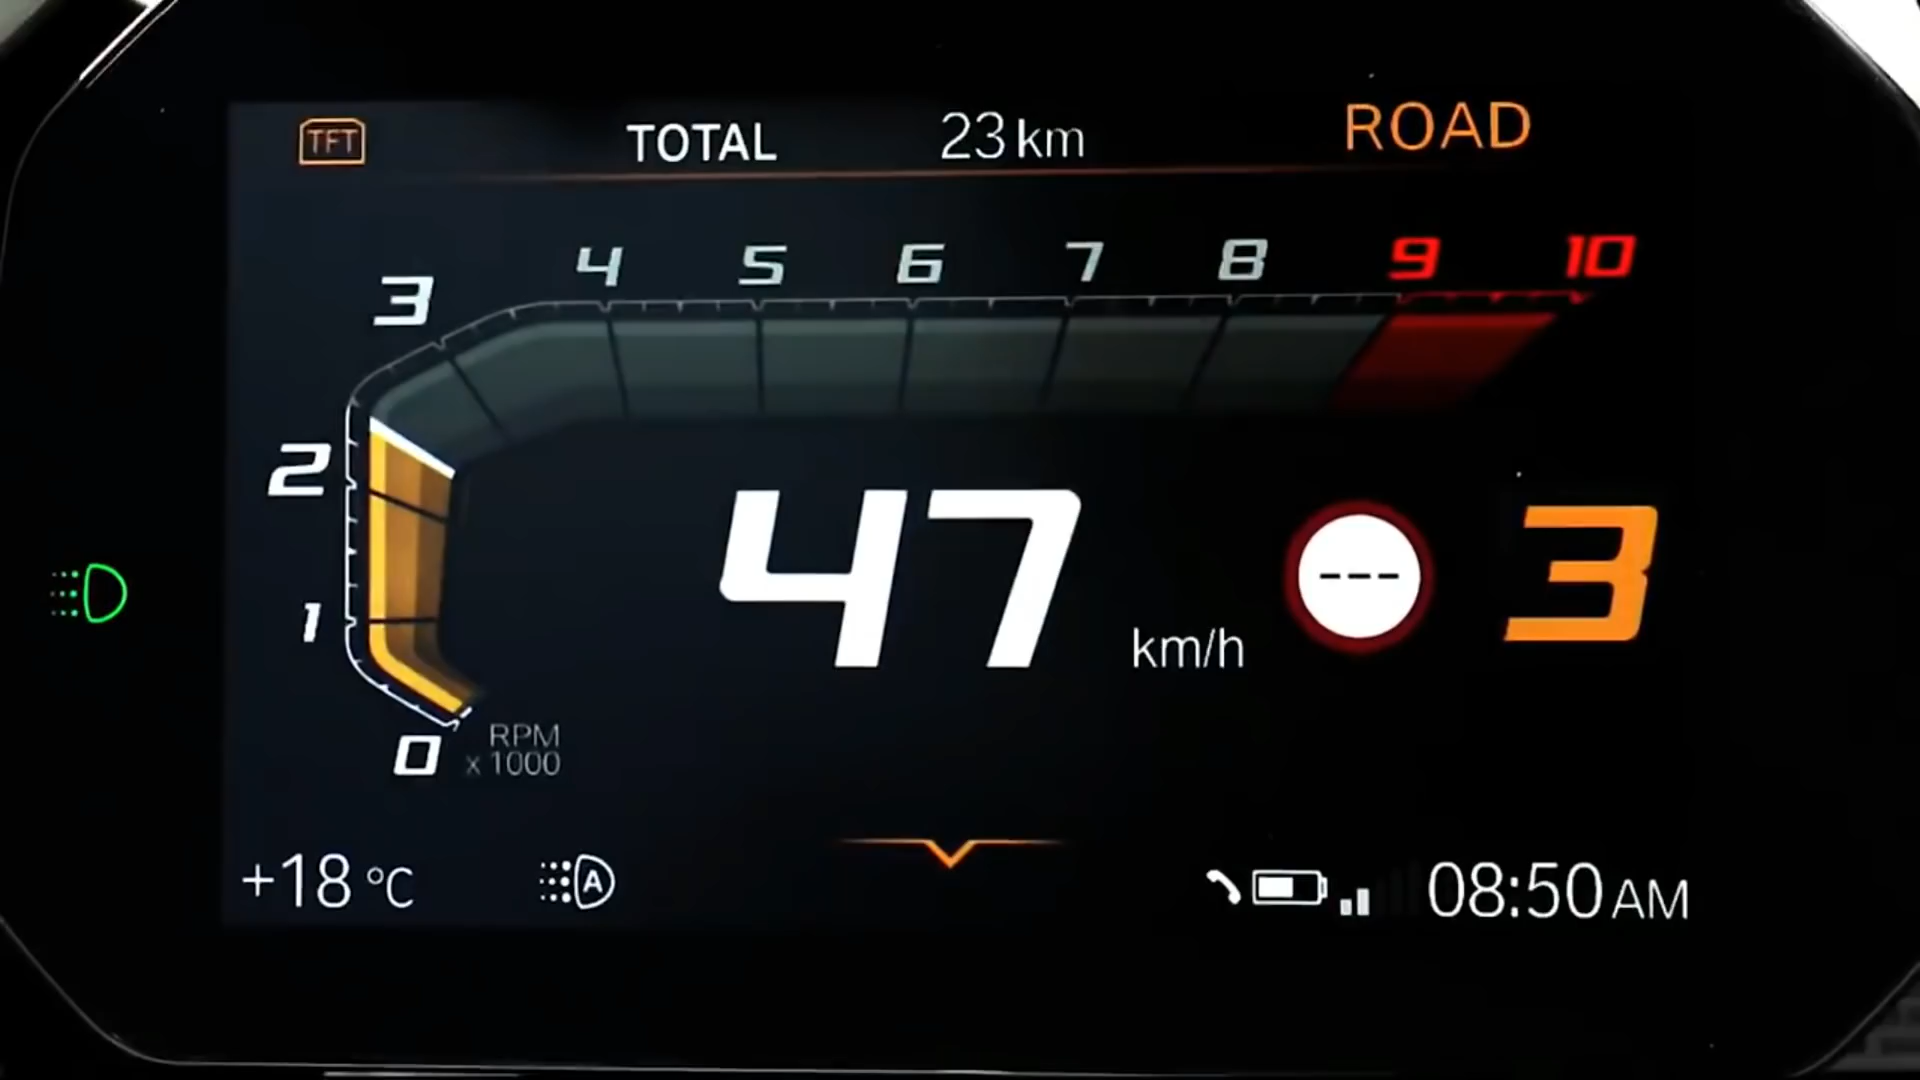 TFT
TOTAL 23 km
ROAD
3 4 5 6 7 8 9 10
2
1
0
RPM
x 1000
47 km/h
---
3
+18 °C
A
08:50 AM